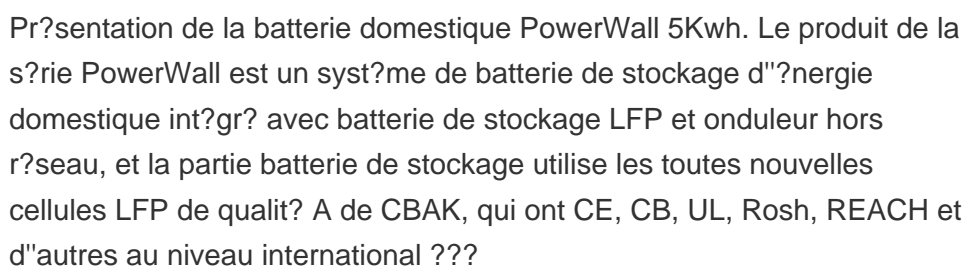 Pr?sentation de la batterie domestique PowerWall 5Kwh. Le produit de la
s?rie PowerWall est un syst?me de batterie de stockage d"?nergie
domestique int?gr? avec batterie de stockage LFP et onduleur hors
r?seau, et la partie batterie de stockage utilise les toutes nouvelles
cellules LFP de qualit? A de CBAK, qui ont CE, CB, UL, Rosh, REACH et
d"autres au niveau international ???